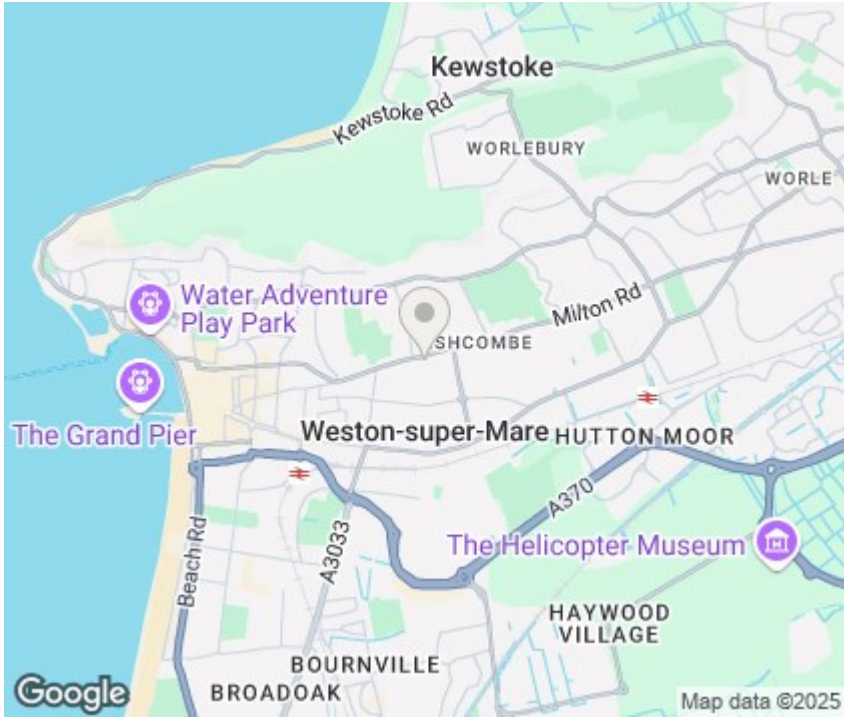 Kewstoke
Kewstoke Rd
WORLEBURY
WORLE
Water Adventure
Play Park
Milton Rd
SHCOMBE
The Grand Pier
Weston-super-Mare
HUTTON MOOR
A370
Beach Rd
A3033
The Helicopter Museum
HAYWOOD
VILLAGE
BOURNVILLE
BROADOAK
Google
Map data ©2025